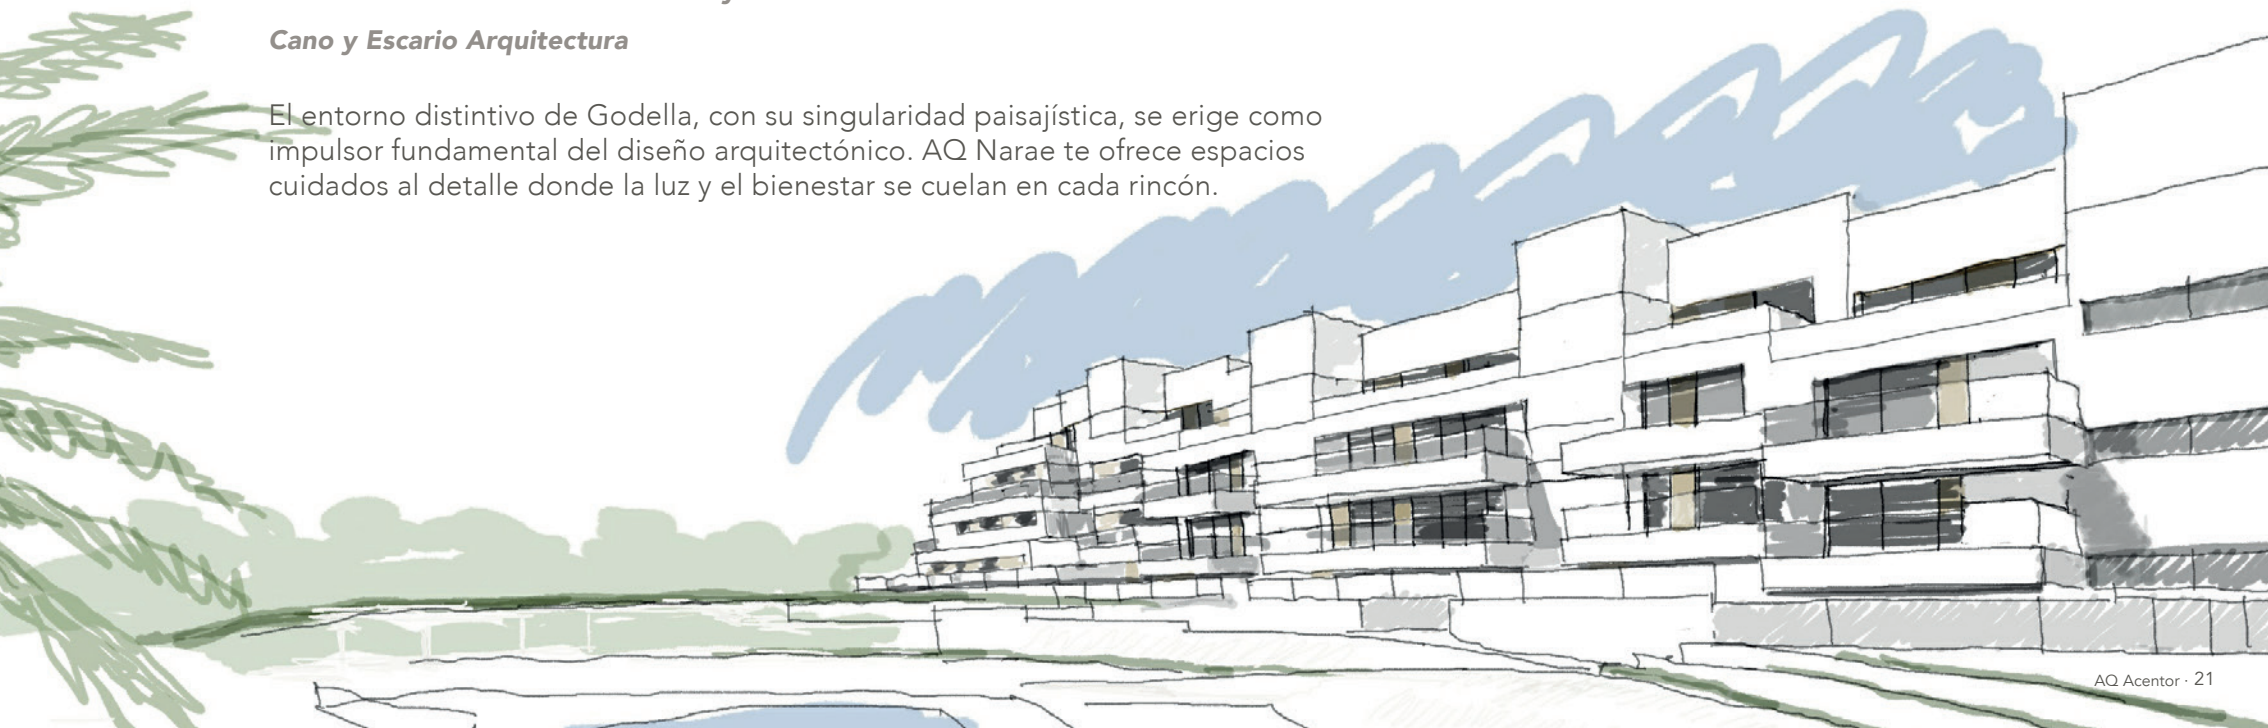 Cano y Escario Arquitectura
El entorno distintivo de Godella, con su singularidad paisajística, se erige como
impulsor fundamental del diseño arquitectónico. AQ Narae te ofrece espacios
cuidados al detalle donde la luz y el bienestar se cuelan en cada rincón.
AQ Acentor · 21